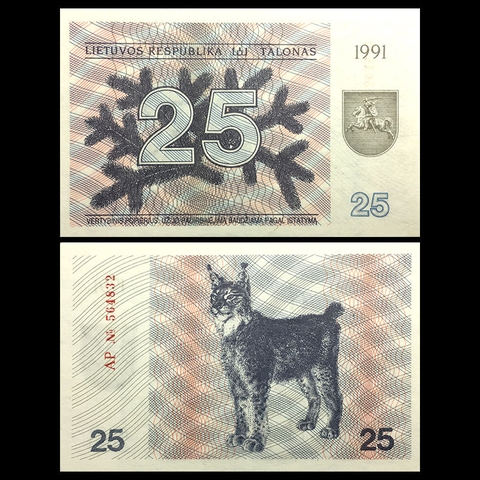 LIETUVOS RESPUBLIKA TALONAS
1991
25
25
VERTYBINIS POPIERIUS. UŽ JO PADIRBINĖJIMĄ BAUDŽIAMA PAGAL ĮSTATYMĄ
AP № 564832
25
25